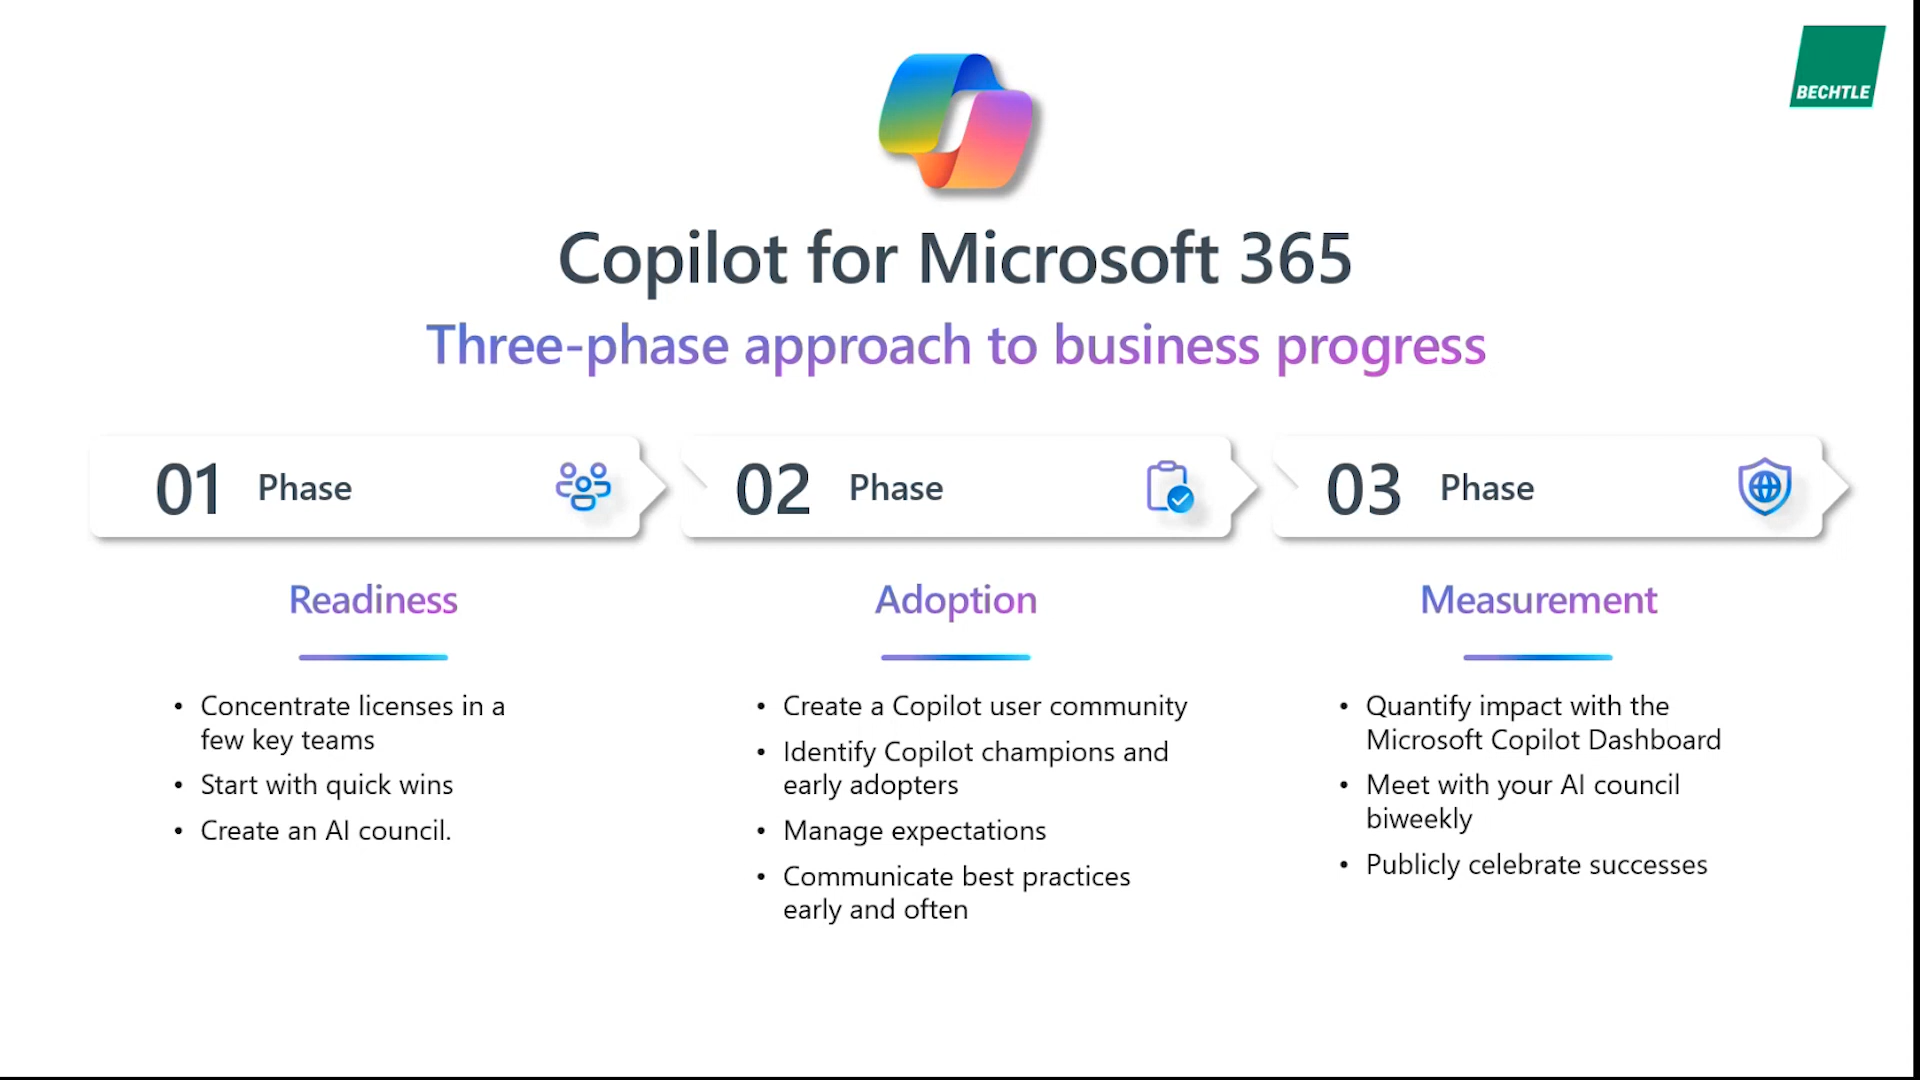 BECHTLE
Copilot for Microsoft 365
Three-phase approach to business progress
01 Phase
02 Phase
03 Phase
Readiness
• Concentrate licenses in a
few key teams
• Start with quick wins
• Create an AI council.
Adoption
• Create a Copilot user community
• Identify Copilot champions and
early adopters
• Manage expectations
• Communicate best practices
early and often
Measurement
• Quantify impact with the
Microsoft Copilot Dashboard
• Meet with your AI council
biweekly
• Publicly celebrate successes